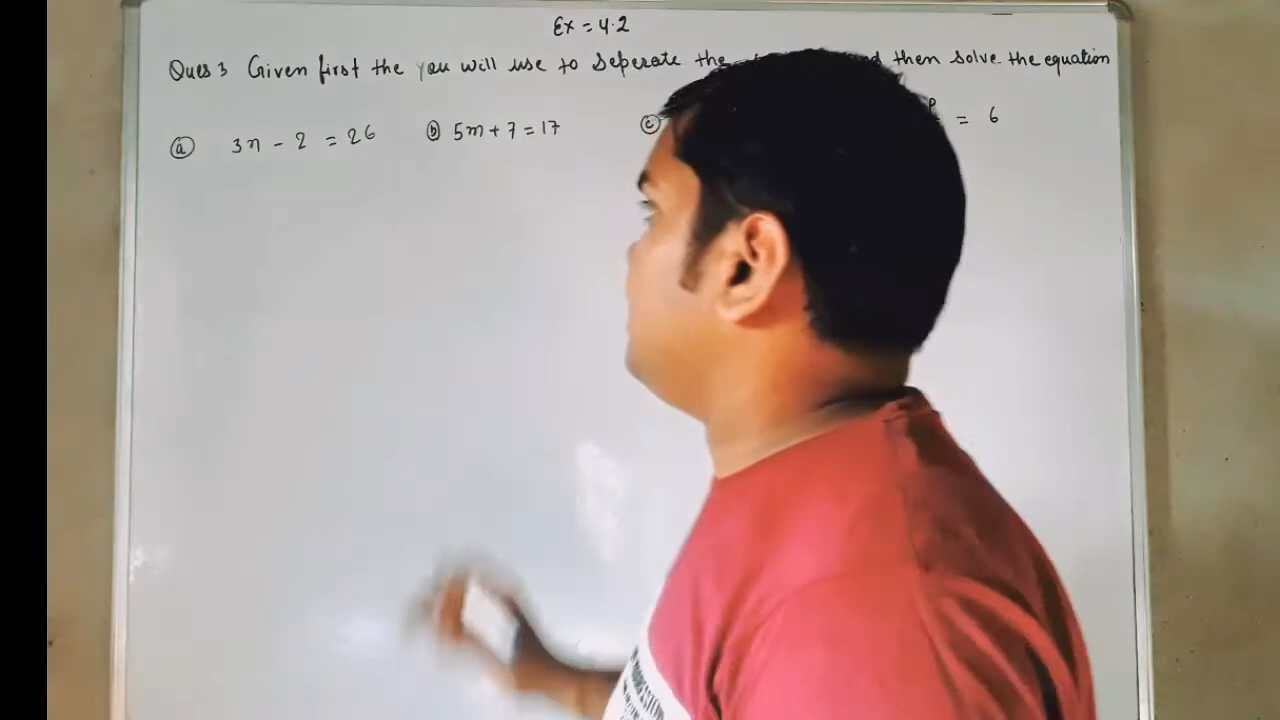 Ex = 4.2
Ques 3 Given first the you will use to seperate the then solve the equation
ⓐ 3n - 2 = 26 ⓑ 5m + 7 = 17 ⓒ = 6